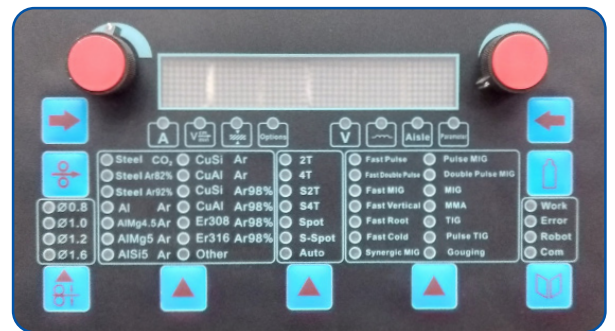 A V Options V Aisle
Steel CO₂ CuSi Ar 2T Fast Pulse Pulse MIG
Steel Ar82% CuAl Ar 4T Fast Double Pulse Double Pulse MIG
Steel Ar92% CuSi Ar98% S2T Fast MIG MIG
Ø0.8 Al Ar CuAl Ar98% S4T Fast Vertical MMA Work
Ø1.0 AlMg4.5 Ar Er308 Ar98% Spot Fast Root TIG Error
Ø1.2 AlMg5 Ar Er316 Ar98% S-Spot Fast Cold Pulse TIG Robot
Ø1.6 AlSi5 Ar Other Auto Synergic MIG Gouging Com